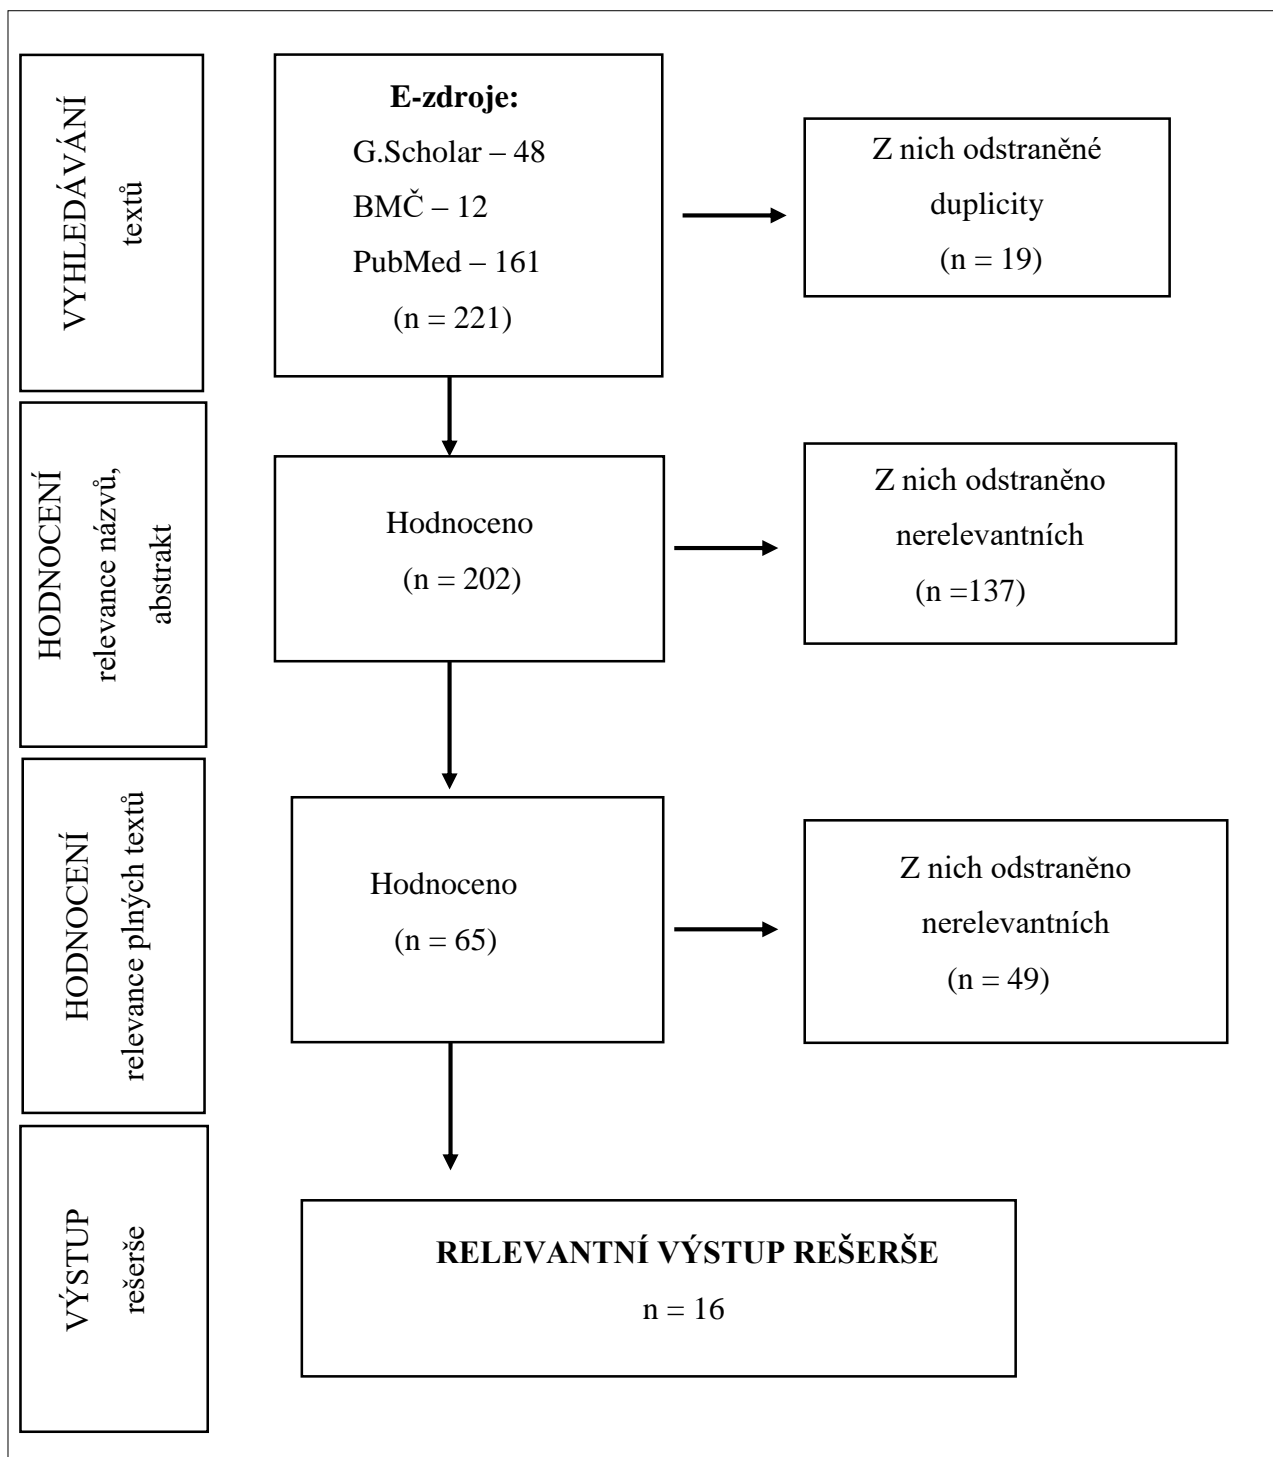 VYHLEDÁVÁNÍ
textů
E-zdroje:
G.Scholar – 48
BMČ – 12
PubMed – 161
(n = 221)
Z nich odstraněné
duplicity
(n = 19)
HODNOCENÍ
relevance názvů,
abstrakt
Hodnoceno
(n = 202)
Z nich odstraněno
nerelevantních
(n =137)
HODNOCENÍ
relevance plných textů
Hodnoceno
(n = 65)
Z nich odstraněno
nerelevantních
(n = 49)
VÝSTUP
rešerše
RELEVANTNÍ VÝSTUP REŠERŠE
n = 16